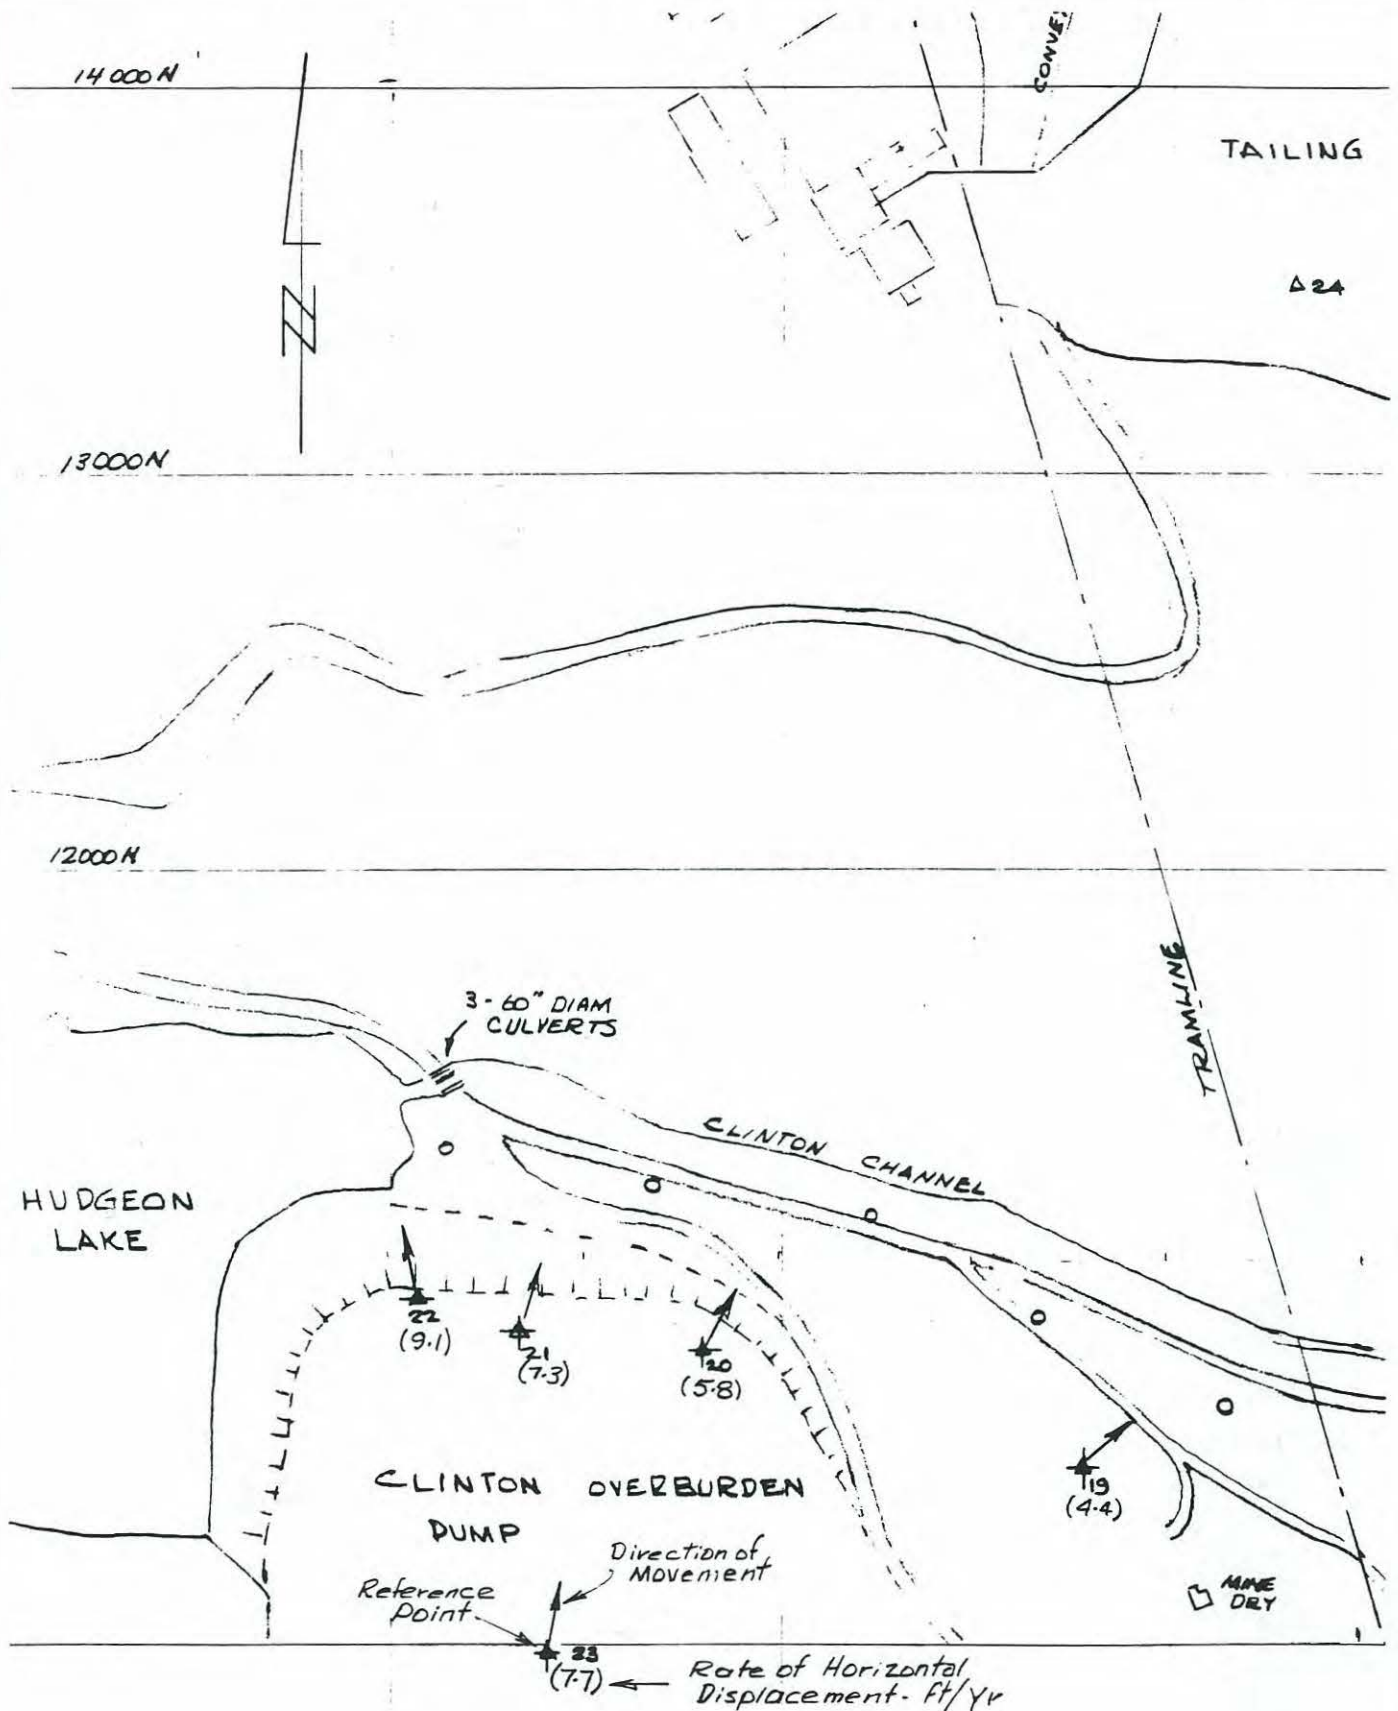 14000N
CONVE
TAILING
Δ24
N
13000N
12000N
3-60" DIAM
CULVERTS
TRAMLINE
CLINTON CHANNEL
HUDGEON
LAKE
22
(9.1)
21
(7.3)
20
(5.8)
19
(4.4)
CLINTON OVERBURDEN
DUMP
Direction of
Movement
Reference
Point
MINE
DRY
23
(7.7)
Rate of Horizontal
Displacement - ft/yr